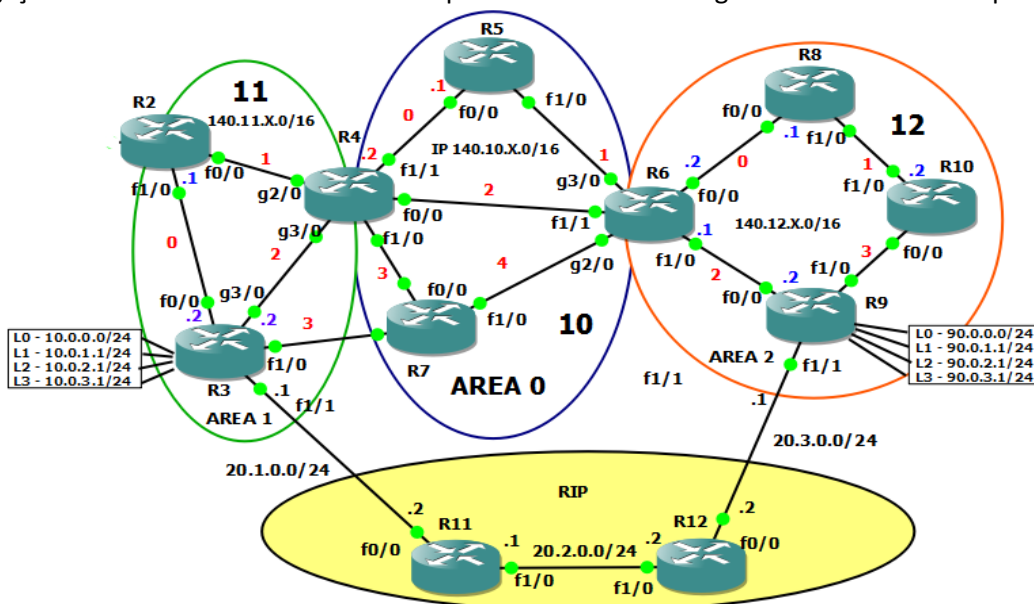 R5
R8
11
R2
140.11.X.0/16
R4
.1
0
f0/0
f1/0
f0/0
.1
f1/0
12
IP 140.10.X.0/16
1
f0/0
.1
f1/0
g2/0
.2
f1/1
1
g3/0
R6
.2
0
1
.2
R10
f1/0
2
f0/0
f0/0
f1/1
140.12.X.0/16
g3/0
f1/0
.1
f1/0
f0/0
0
2
3
4
g2/0
2
.2
f1/0
3
f0/0
g3/0
f0/0
f0/0
R9
.2
.2
3
f1/0
10
L0 - 10.0.0.0/24
L1 - 10.0.1.1/24
L2 - 10.0.2.1/24
L3 - 10.0.3.1/24
f1/0
R7
AREA 0
f1/1
AREA 2
f1/1
L0 - 90.0.0.0/24
L1 - 90.0.1.1/24
L2 - 90.0.2.1/24
L3 - 90.0.3.1/24
R3
.1
f1/1
AREA 1
.1
20.3.0.0/24
20.1.0.0/24
RIP
.2
R11
.1
20.2.0.0/24
.2
R12
.2
f0/0
f0/0
f1/0
f1/0